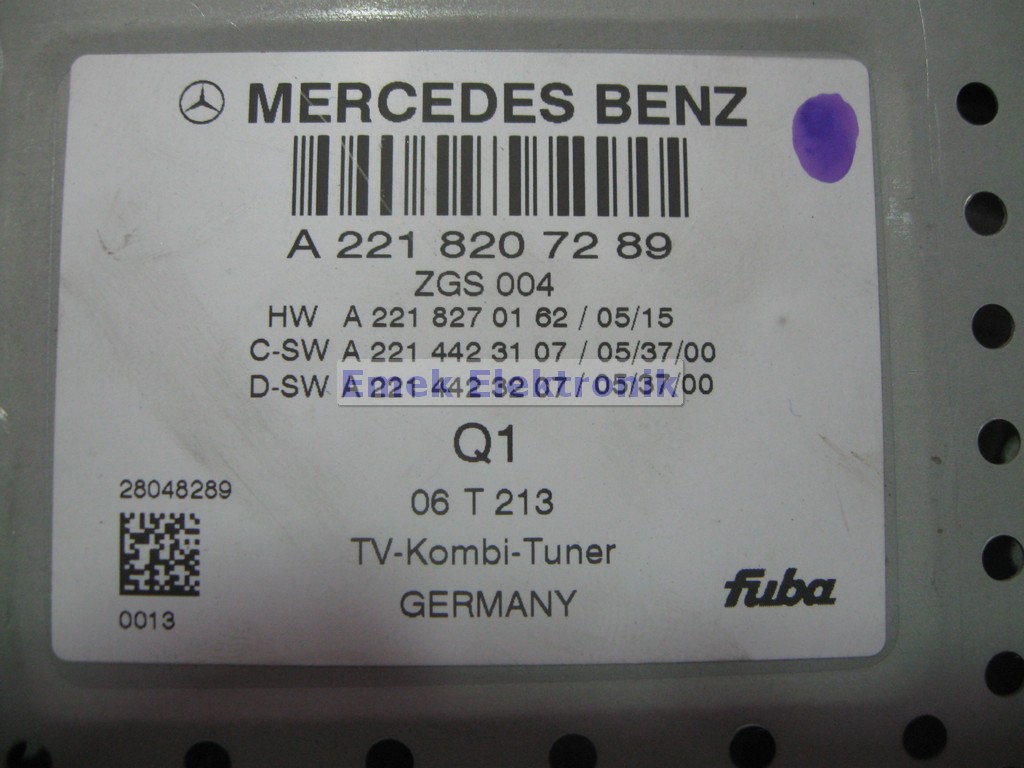 MERCEDES BENZ
A 221 820 72 89
ZGS 004
HW A 221 827 01 62 / 05/15
C-SW A 221 442 31 07 / 05/37/00
D-SW A 221 442 32 07 / 05/37/00
Emek Elektronik
Q1
28048289
06 T 213
TV-Kombi-Tuner
GERMANY
fuba
0013